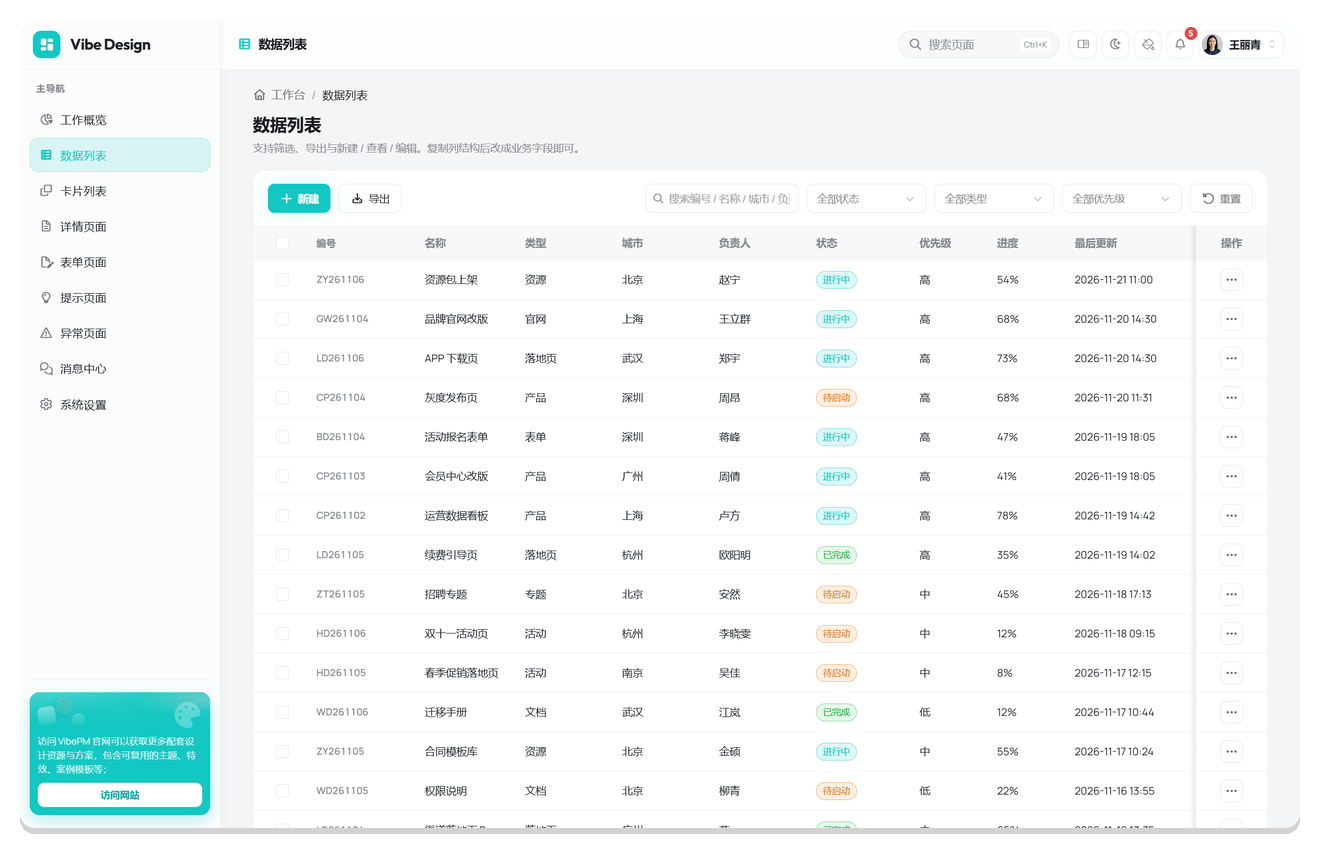 Vibe Design
数据列表
搜索页面
Ctrl+K
5
王丽青
主导航
工作概览
数据列表
卡片列表
详情页面
表单页面
提示页面
异常页面
消息中心
系统设置
访问 VibePM 官网可以获取更多配套设
计资源与方案，包含可复用的主题、特
效、案例模板等；
访问网站
工作台 / 数据列表
数据列表
支持筛选、导出与新建 / 查看 / 编辑。复制列结构后改成业务字段即可。
新建 导出 搜索编号 / 名称 / 城市 / 负 全部状态 全部类型 全部优先级 重置
编号 名称 类型 城市 负责人 状态 优先级 进度 最后更新 操作
ZY261106 资源包上架 资源 北京 赵宁 进行中 高 54% 2026-11-21 11:00
GW261104 品牌官网改版 官网 上海 王立群 进行中 高 68% 2026-11-20 14:30
LD261106 APP 下载页 落地页 武汉 郑宇 进行中 高 73% 2026-11-20 14:30
CP261104 灰度发布页 产品 深圳 周昂 待启动 高 68% 2026-11-20 11:31
BD261104 活动报名表单 表单 深圳 蒋峰 进行中 高 47% 2026-11-19 18:05
CP261103 会员中心改版 产品 广州 周倩 进行中 高 41% 2026-11-19 18:05
CP261102 运营数据看板 产品 上海 卢方 进行中 高 78% 2026-11-19 14:42
LD261105 续费引导页 落地页 杭州 欧阳明 已完成 高 35% 2026-11-19 14:02
ZT261105 招聘专题 专题 北京 安然 待启动 中 45% 2026-11-18 17:13
HD261106 双十一活动页 活动 杭州 李晓雯 待启动 中 12% 2026-11-18 09:15
HD261105 春季促销落地页 活动 南京 吴佳 待启动 中 8% 2026-11-17 12:15
WD261106 迁移手册 文档 武汉 江岚 已完成 低 12% 2026-11-17 10:44
ZY261105 合同模板库 资源 北京 金硕 进行中 中 55% 2026-11-17 10:24
WD261105 权限说明 文档 北京 柳青 待启动 低 22% 2026-11-16 13:55